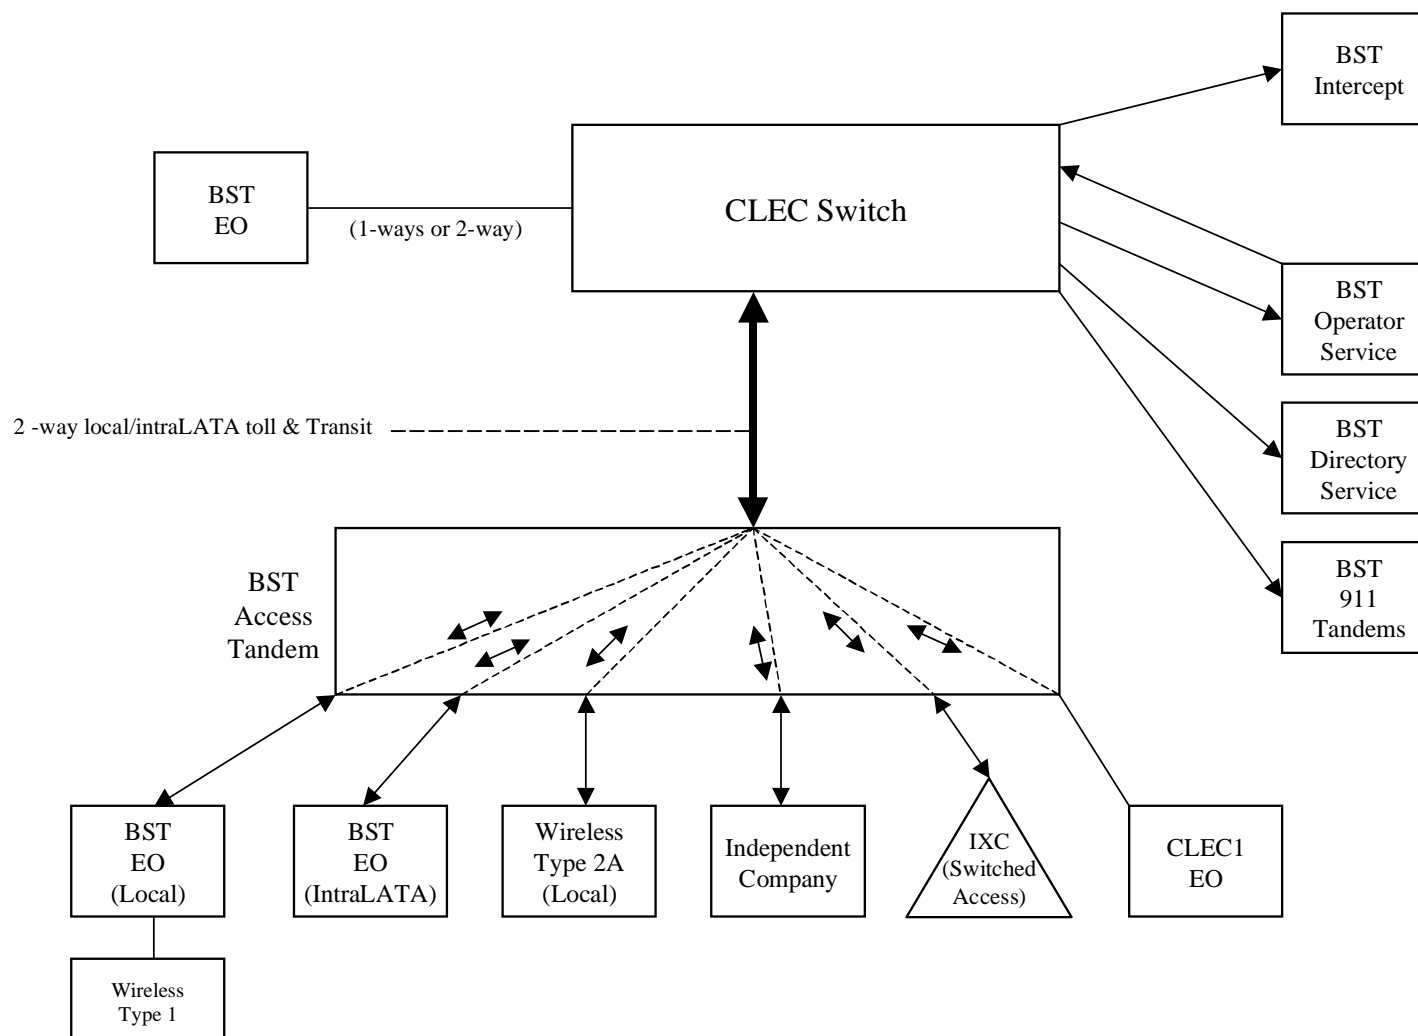 BST
Intercept
BST
EO
(1-ways or 2-way)
CLEC Switch
BST
Operator
Service
2 -way local/intraLATA toll & Transit
BST
Directory
Service
BST
911
Tandems
BST
Access
Tandem
BST
EO
(Local)
BST
EO
(IntraLATA)
Wireless
Type 2A
(Local)
Independent
Company
IXC
(Switched
Access)
CLEC1
EO
Wireless
Type 1